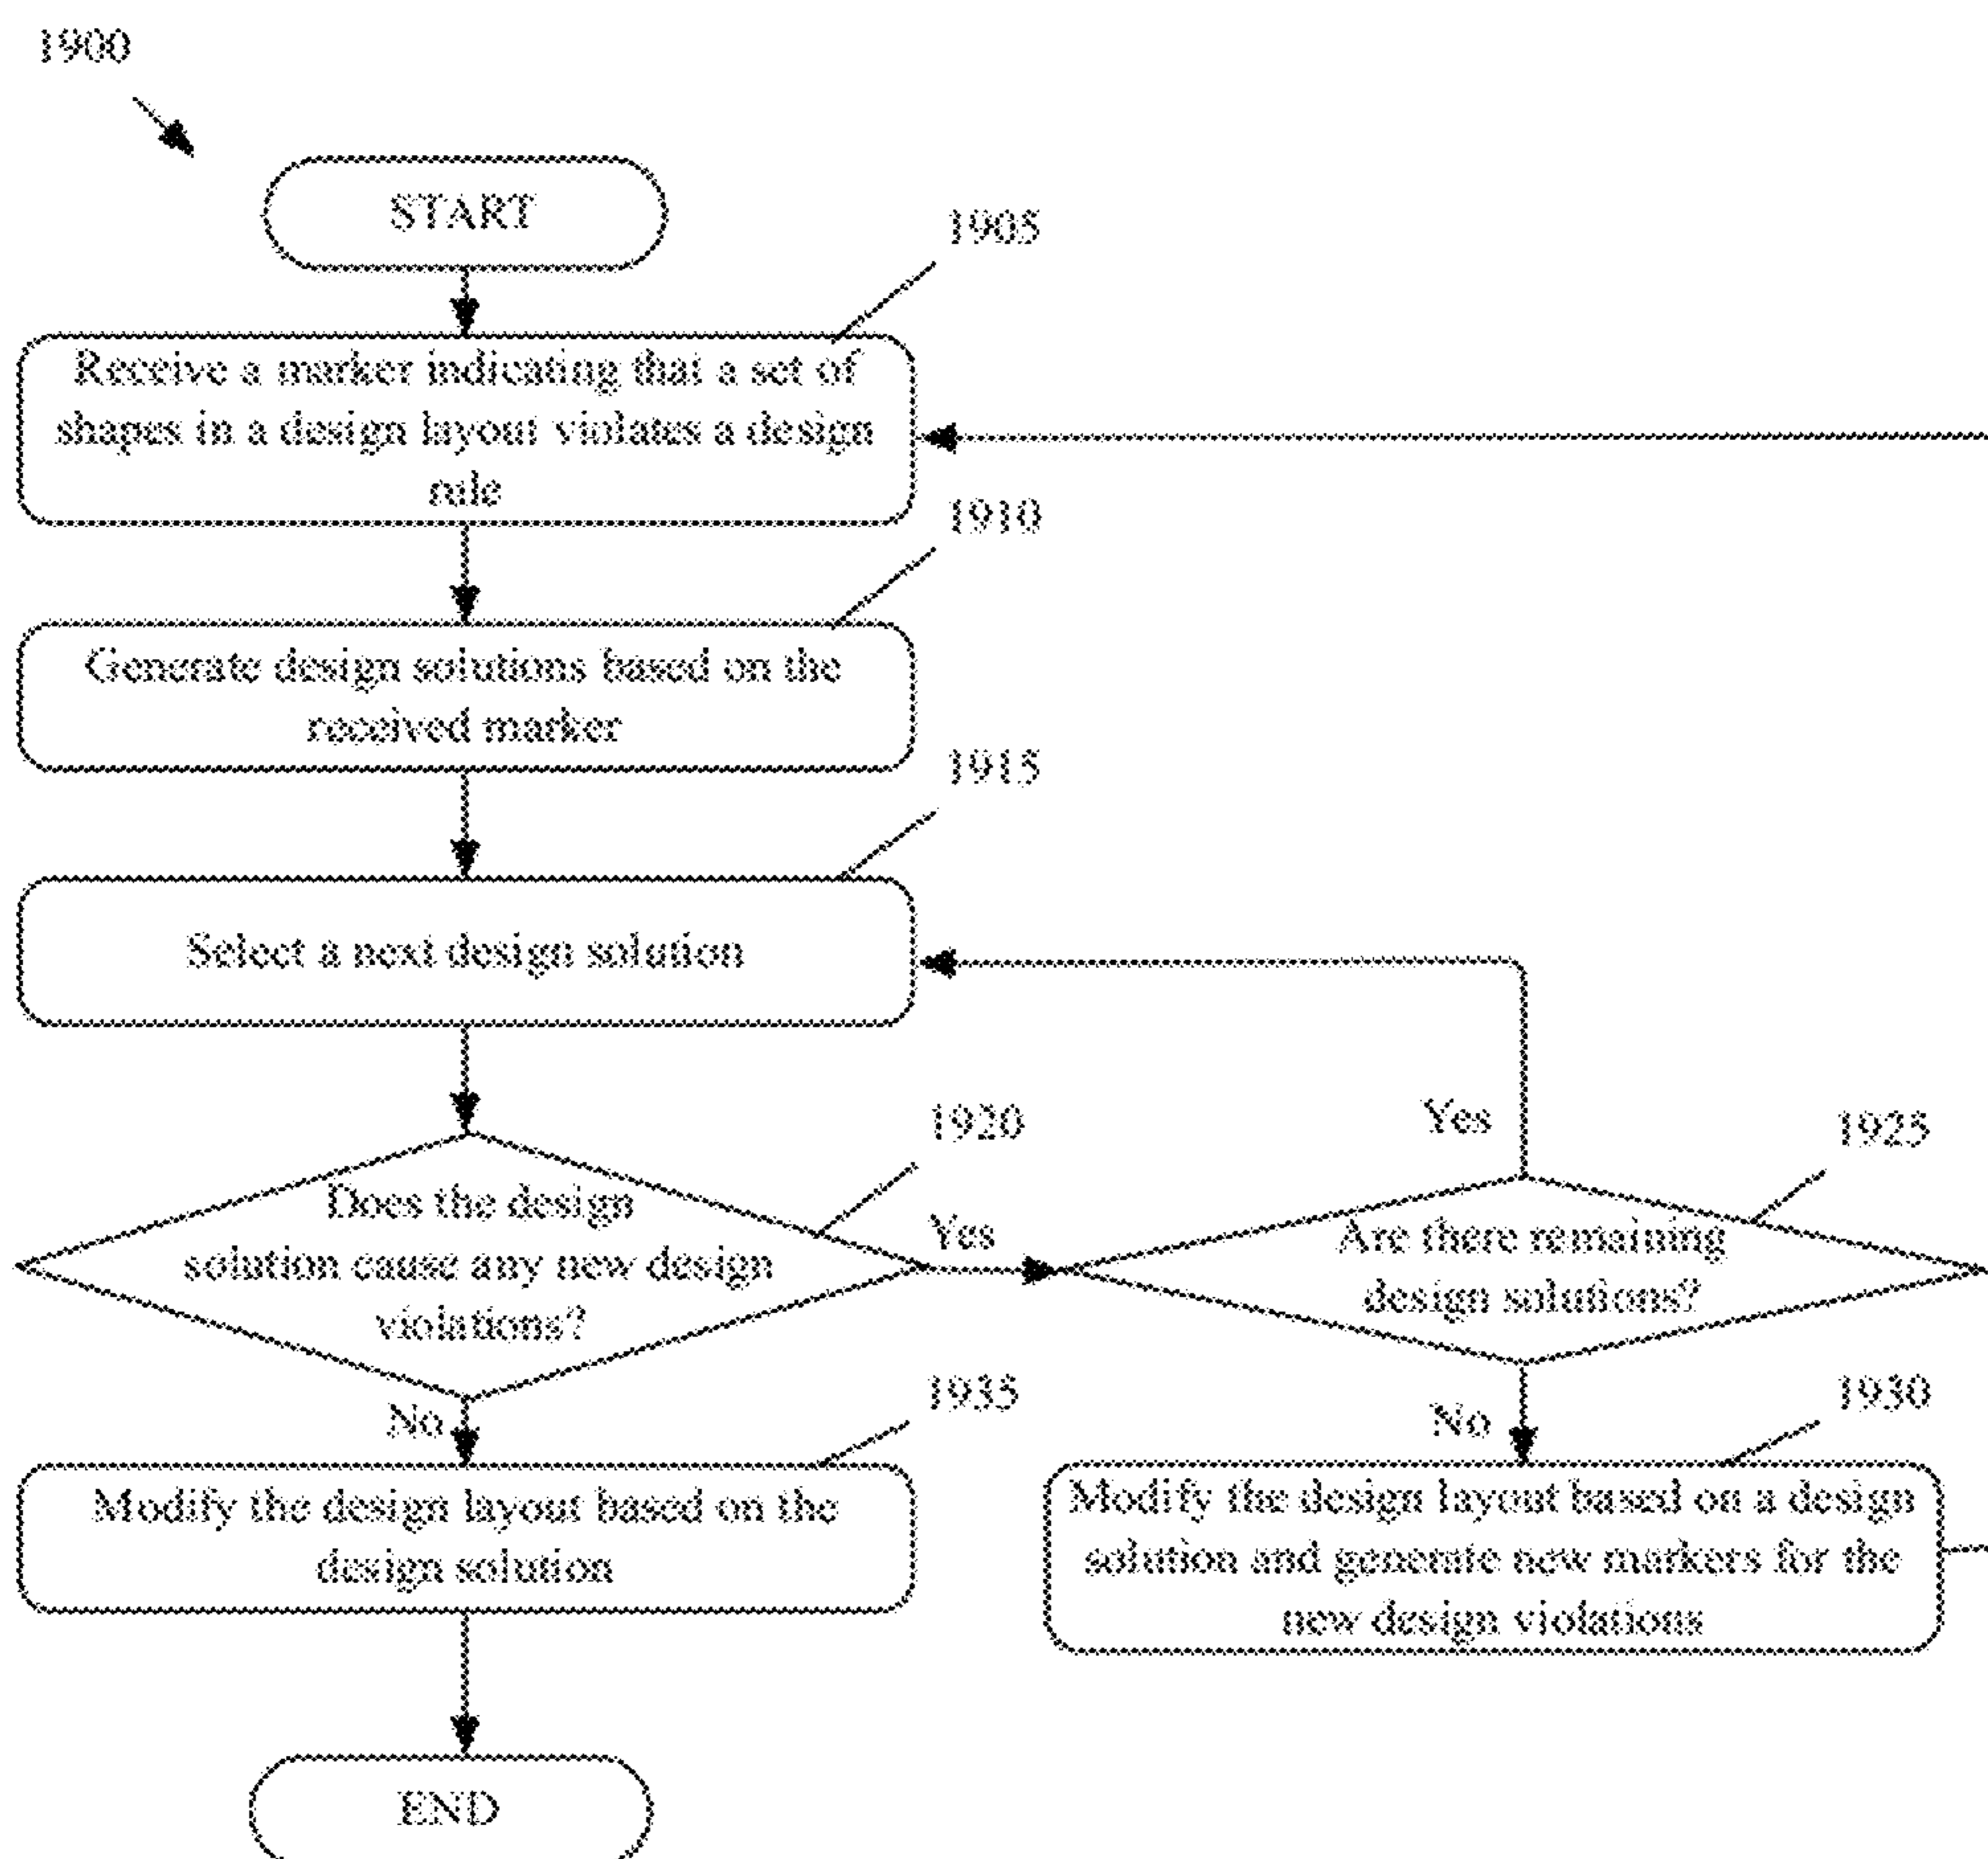 1900
START
1905
Receive a marker indicating that a set of
shapes in a design layout violates a design
rule
1910
Generate design solutions based on the
received marker
1915
Select a next design solution
1920
Does the design
solution cause any new design
violations?
Yes
No
Yes
1925
Are there remaining
design solutions?
No
1935
Modify the design layout based on the
design solution
1930
Modify the design layout based on a design
solution and generate new markers for the
new design violations
END